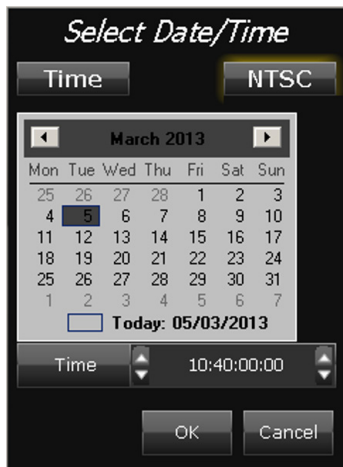 Select Date/Time
Time NTSC
March 2013
Mon Tue Wed Thu Fri Sat Sun
25 26 27 28 1 2 3
4 5 6 7 8 9 10
11 12 13 14 15 16 17
18 19 20 21 22 23 24
25 26 27 28 29 30 31
1 2 3 4 5 6 7
Today: 05/03/2013
Time 10:40:00:00
OK Cancel